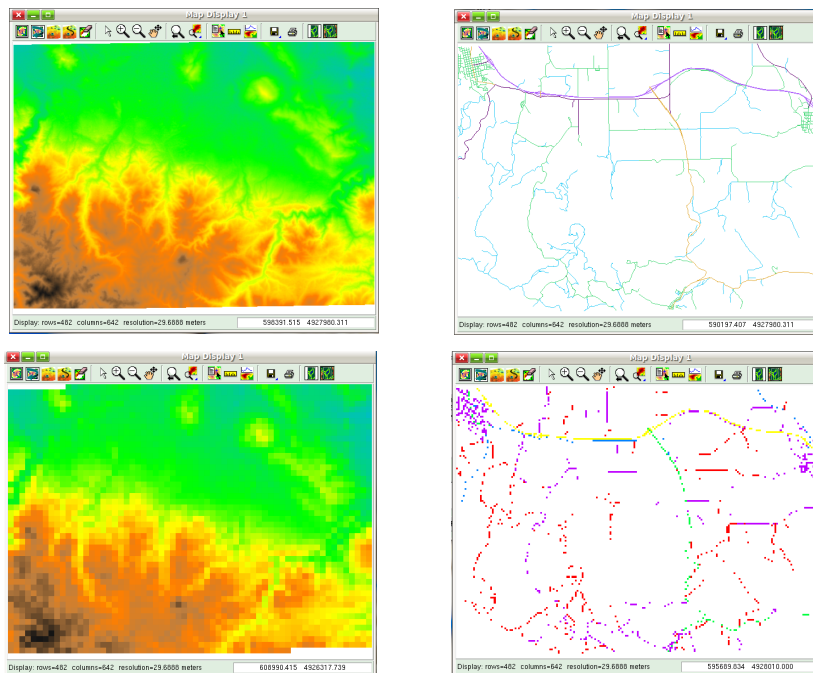 Map Display 1
Map Display 1
Display: rows=482 columns=642 resolution=29.6888 meters 598391.515 4927980.311
Display: rows=482 columns=642 resolution=29.6888 meters 590197.407 4927980.311
Map Display 1
Map Display 1
Display: rows=482 columns=642 resolution=29.6888 meters 608990.415 4926317.739
Display: rows=482 columns=642 resolution=29.6888 meters 595689.834 4928010.000